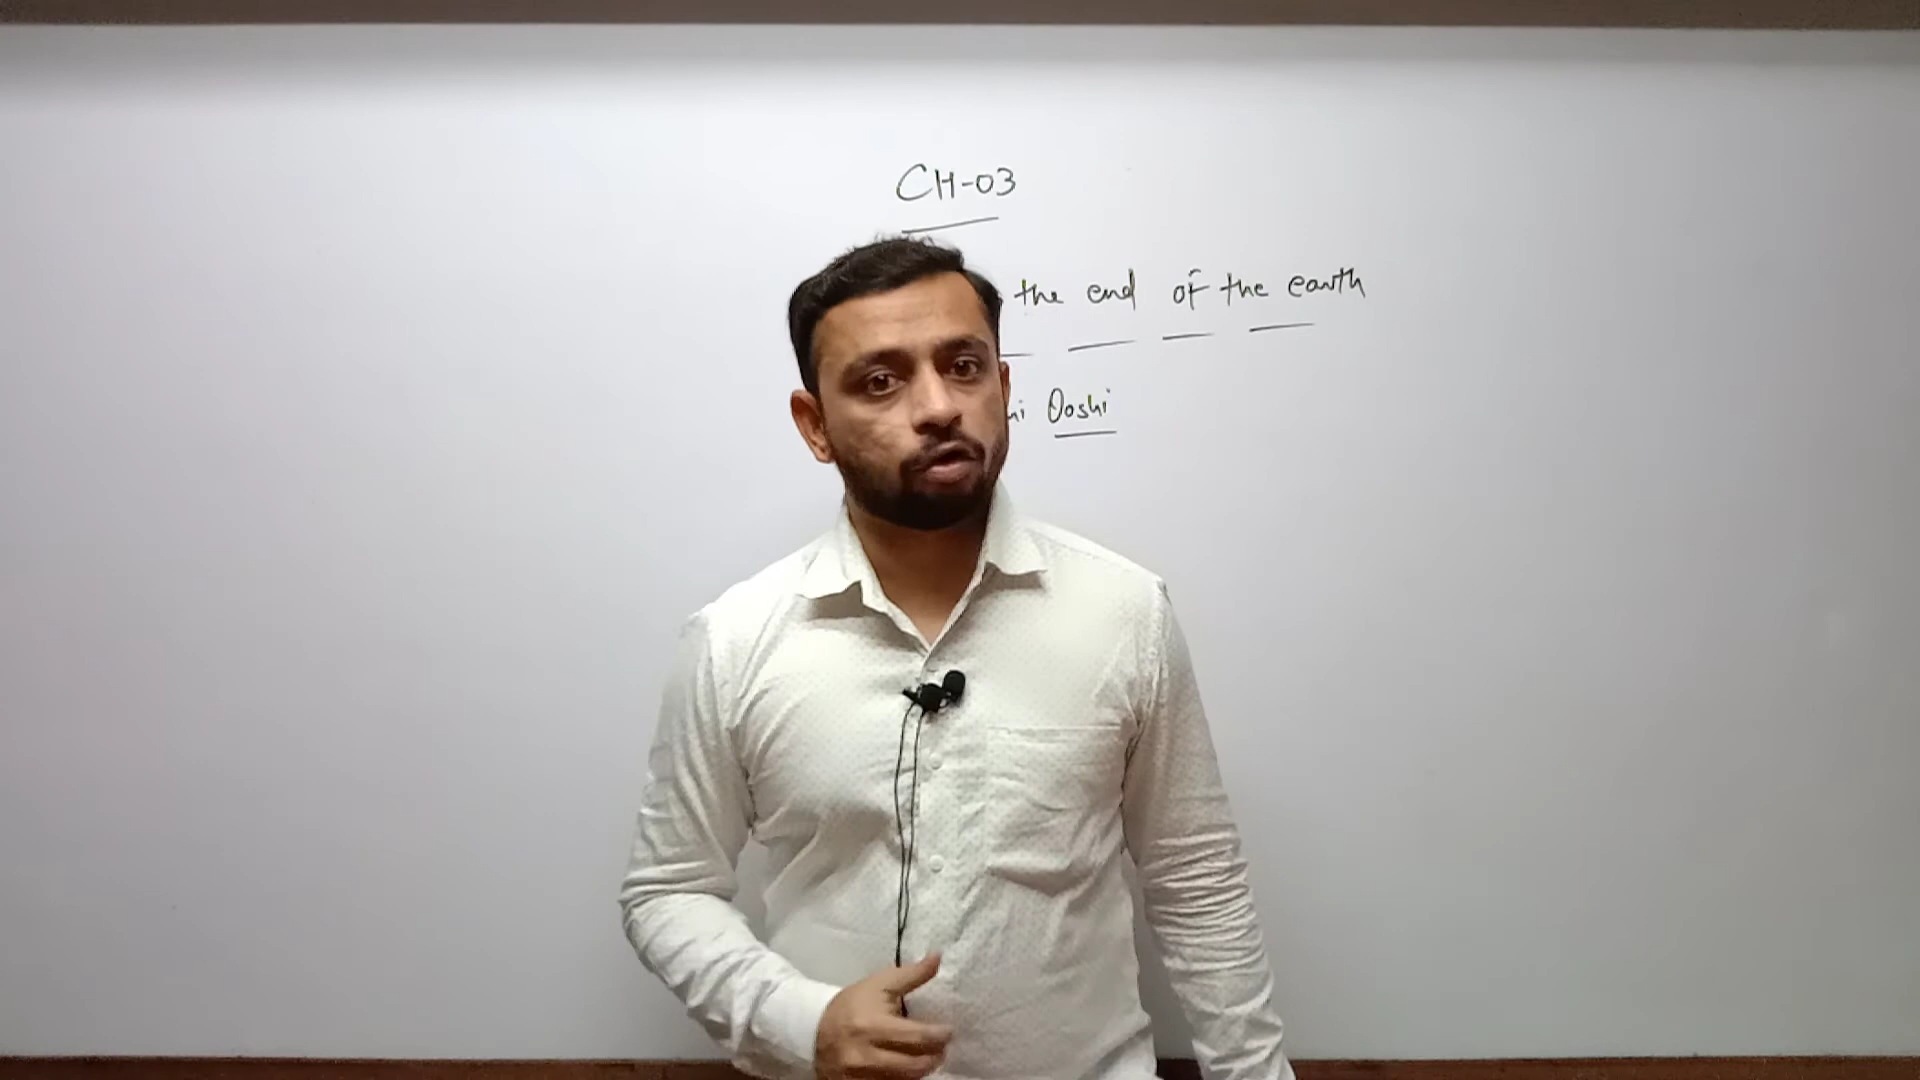 CH-03
the end of the earth
Ooshi